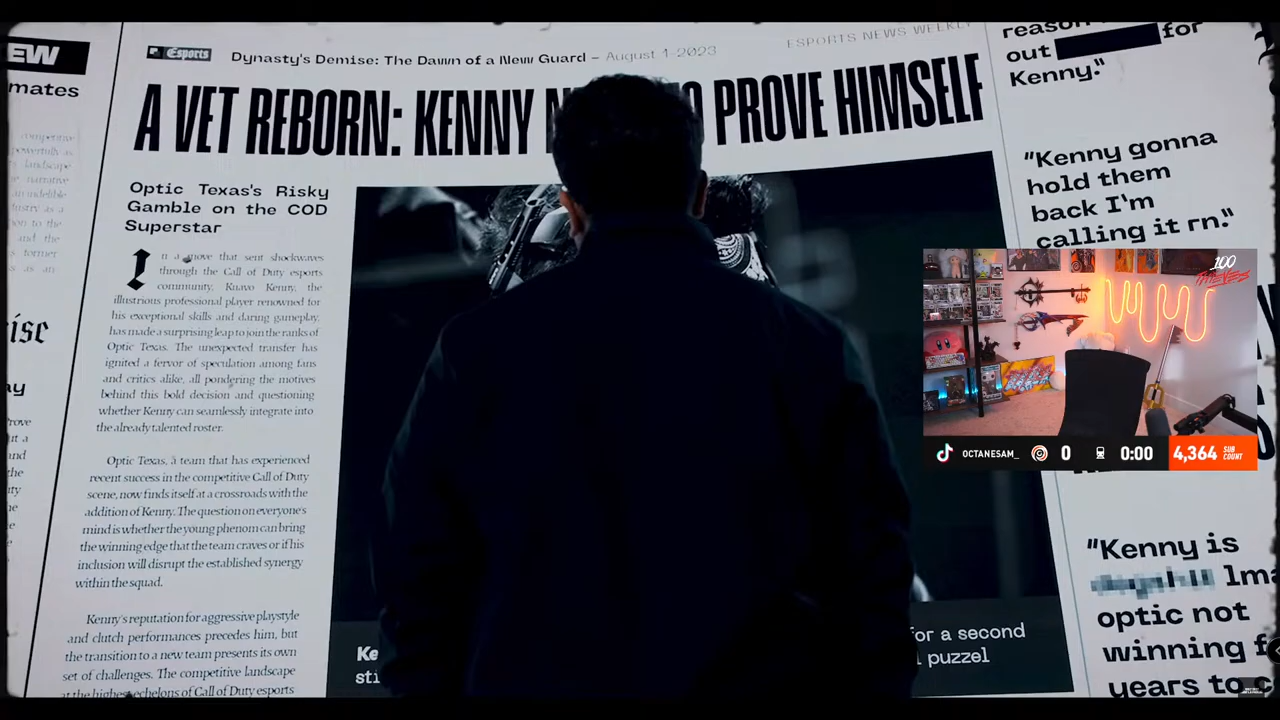 EW
mates
Esports
Dynasty's Demise: The Dawn of a New Guard – August 1-2023
ESPORTS NEWS WEEKLY
A VET REBORN: KENNY N O PROVE HIMSELF
Optic Texas's Risky
Gamble on the COD
Superstar
In a move that sent shockwaves
through the Call of Duty esports
community, Kuavo Kenny, the
illustrious professional player renowned for
his exceptional skills and daring gameplay,
has made a surprising leap to join the ranks of
Optic Texas. The unexpected transfer has
ignited a fervor of speculation among fans
and critics alike, all pondering the motives
behind this bold decision and questioning
whether Kenny can seamlessly integrate into
the already talented roster.
Optic Texas, a team that has experienced
recent success in the competitive Call of Duty
scene, now finds itself at a crossroads with the
addition of Kenny. The question on everyone's
mind is whether the young phenom can bring
the winning edge that the team craves or if his
inclusion will disrupt the established synergy
within the squad.
Kenny's reputation for aggressive playstyle
and clutch performances precedes him, but
the transition to a new team presents its own
set of challenges. The competitive landscape
at the highest echelons of Call of Duty esports
Ke
sti
for a second
puzzel
reason
out for
Kenny."
"Kenny gonna
hold them
back I'm
calling it rn."
100
THIEVES
OCTANESAM_ 0 0:00 4,364 SUB COUNT
"Kenny is
lma
optic not
winning f
years to c